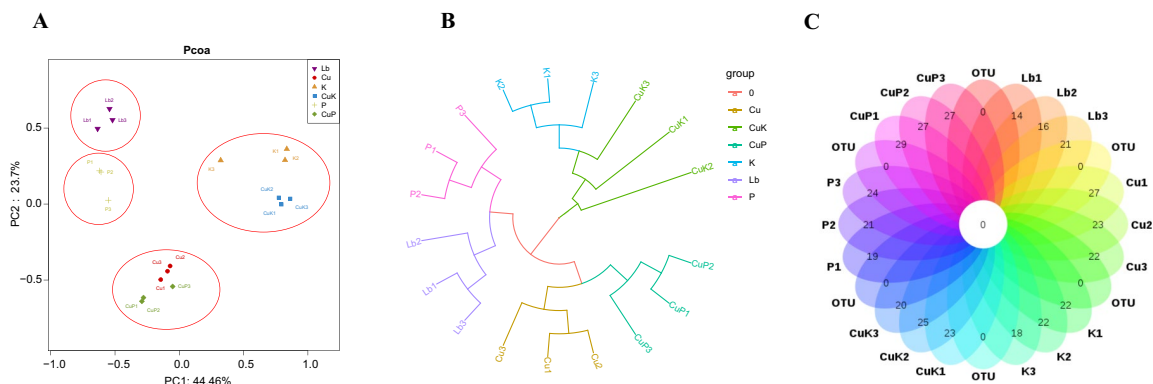 A
Pcoa
Lb
Cu
K
CuK
P
CuP
Lb2
Lb1
Lb3
P1
P2
P3
K1
K2
K3
CuK2
CuK1
CuK3
Cu2
Cu3
Cu1
CuP3
CuP1
CuP2
0.5
0.0
−0.5
−1.0
−0.5
0.0
0.5
1.0
PC2 : 23.7%
PC1: 44.46%
B
K2
K1
K3
CuK3
CuK1
CuK2
P3
P1
P2
Lb2
Lb1
Lb3
Cu3
Cu1
Cu2
CuP3
CuP1
CuP2
group
0
Cu
CuK
CuP
K
Lb
P
C
OTU
Lb1
Lb2
Lb3
OTU
Cu1
Cu2
Cu3
OTU
K1
K2
K3
OTU
CuK1
CuK2
CuK3
OTU
P1
P2
P3
OTU
CuP1
CuP2
CuP3
0
14
16
21
0
27
23
22
0
22
22
18
0
23
25
20
0
19
21
24
0
29
27
27
0